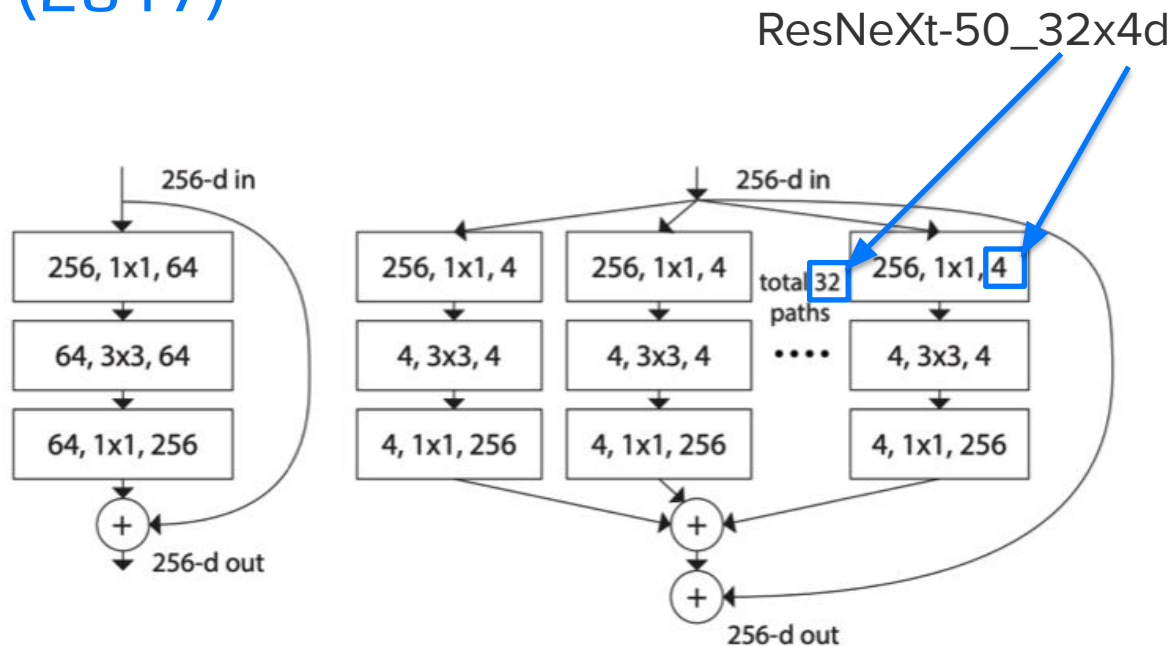 (2017)
ResNeXt-50_32x4d
256-d in
256, 1x1, 64
64, 3x3, 64
64, 1x1, 256
+
256-d out
256-d in
256, 1x1, 4
256, 1x1, 4
total 32
paths
256, 1x1, 4
4, 3x3, 4
4, 3x3, 4
••••
4, 3x3, 4
4, 1x1, 256
4, 1x1, 256
4, 1x1, 256
+
+
256-d out